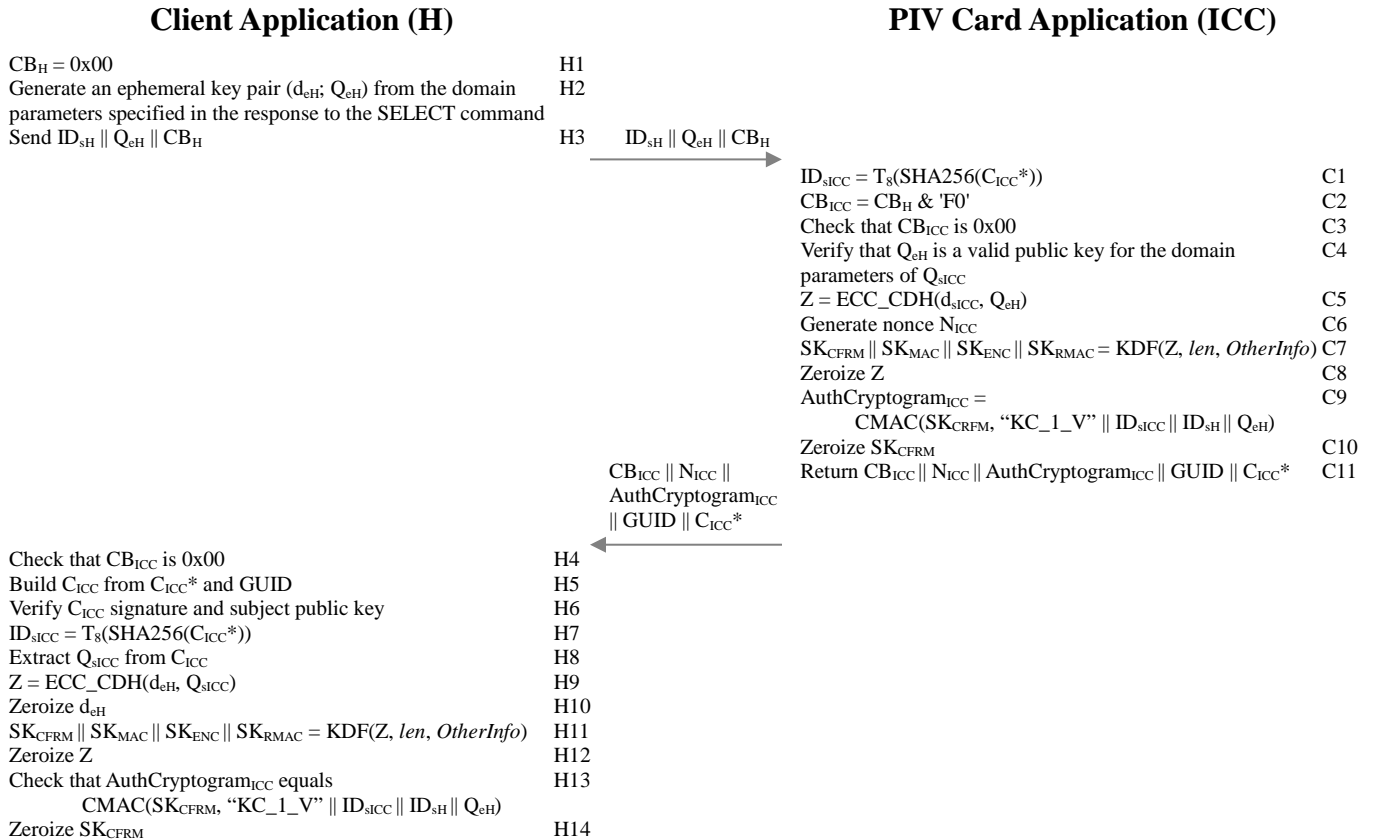 Client Application (H)
PIV Card Application (ICC)
CB_H = 0x00 H1
Generate an ephemeral key pair (d_eH; Q_eH) from the domain H2
parameters specified in the response to the SELECT command
Send ID_sH || Q_eH || CB_H H3
ID_sH || Q_eH || CB_H
ID_sICC = T_8(SHA256(C_ICC*)) C1
CB_ICC = CB_H & 'F0' C2
Check that CB_ICC is 0x00 C3
Verify that Q_eH is a valid public key for the domain C4
parameters of Q_sICC
Z = ECC_CDH(d_sICC, Q_eH) C5
Generate nonce N_ICC C6
SK_CFRM || SK_MAC || SK_ENC || SK_RMAC = KDF(Z, len, OtherInfo) C7
Zeroize Z C8
AuthCryptogram_ICC = C9
CMAC(SK_CRFM, “KC_1_V” || ID_sICC || ID_sH || Q_eH)
Zeroize SK_CFRM C10
Return CB_ICC || N_ICC || AuthCryptogram_ICC || GUID || C_ICC* C11
CB_ICC || N_ICC ||
AuthCryptogram_ICC
|| GUID || C_ICC*
Check that CB_ICC is 0x00 H4
Build C_ICC from C_ICC* and GUID H5
Verify C_ICC signature and subject public key H6
ID_sICC = T_8(SHA256(C_ICC*)) H7
Extract Q_sICC from C_ICC H8
Z = ECC_CDH(d_eH, Q_sICC) H9
Zeroize d_eH H10
SK_CFRM || SK_MAC || SK_ENC || SK_RMAC = KDF(Z, len, OtherInfo) H11
Zeroize Z H12
Check that AuthCryptogram_ICC equals H13
CMAC(SK_CFRM, “KC_1_V” || ID_sICC || ID_sH || Q_eH)
Zeroize SK_CFRM H14